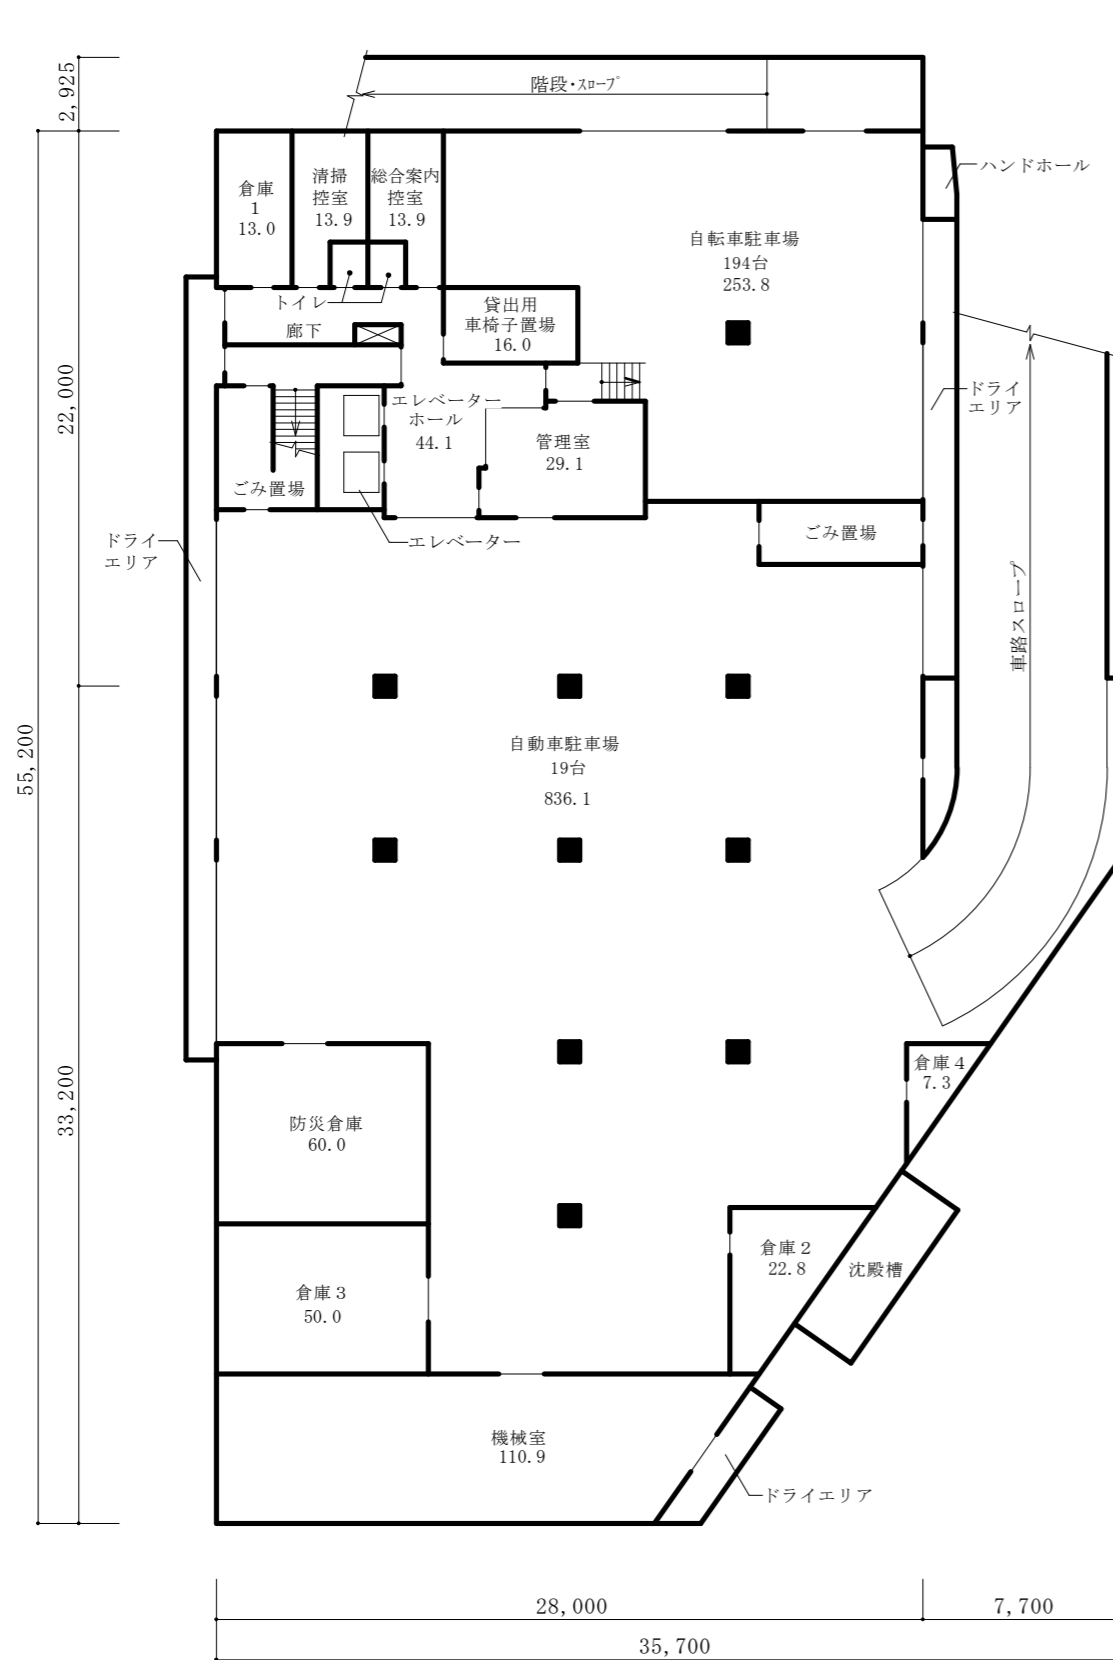 2,925
階段・スロープ
ハンドホール
倉庫
1
13.0
清掃
控室
13.9
総合案内
控室
13.9
自転車駐車場
194台
253.8
トイレ
廊下
貸出用
車椅子置場
16.0
22,000
ドライ
エリア
エレベーター
ホール
44.1
管理室
29.1
ごみ置場
エレベーター
ごみ置場
ドライ
エリア
車路スロープ
55,200
自動車駐車場
19台
836.1
33,200
倉庫4
7.3
防災倉庫
60.0
倉庫2
22.8
沈殿槽
倉庫3
50.0
機械室
110.9
ドライエリア
28,000
7,700
35,700